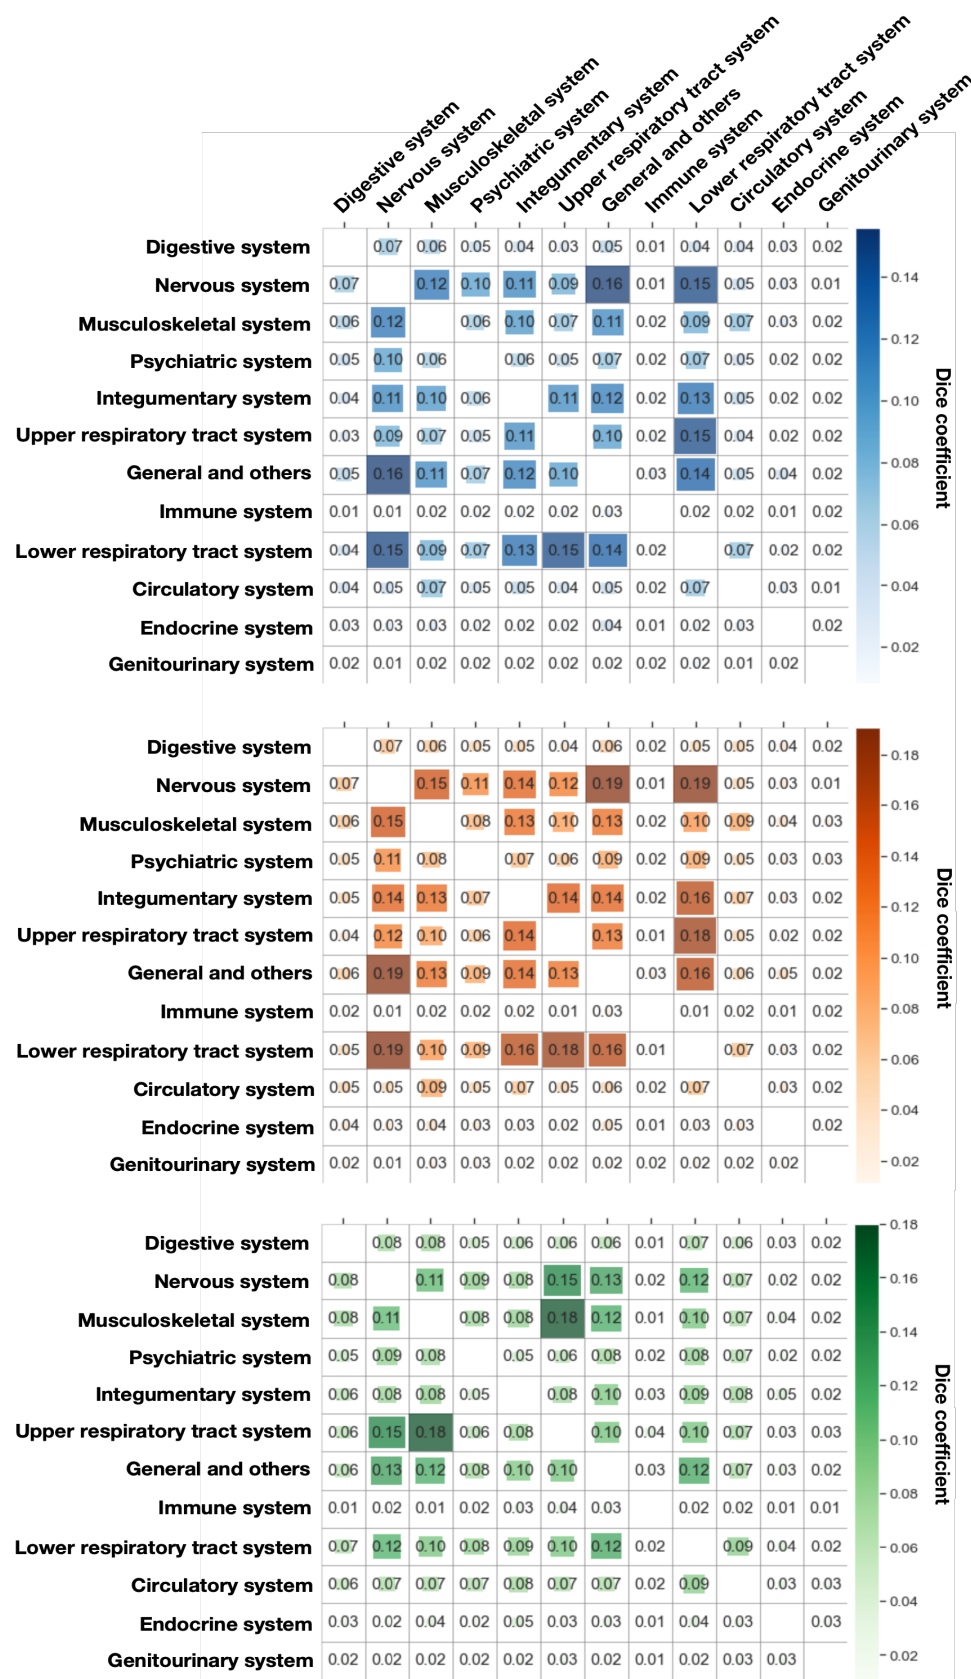 Digestive system
Nervous system
Musculoskeletal system
Psychiatric system
Integumentary system
Upper respiratory tract system
General and others
Immune system
Lower respiratory tract system
Circulatory system
Endocrine system
Genitourinary system
Digestive system 0.07 0.06 0.05 0.04 0.03 0.05 0.01 0.04 0.04 0.03 0.02
Nervous system 0.07 0.12 0.10 0.11 0.09 0.16 0.01 0.15 0.05 0.03 0.01
Musculoskeletal system 0.06 0.12 0.06 0.10 0.07 0.11 0.02 0.09 0.07 0.03 0.02
Psychiatric system 0.05 0.10 0.06 0.06 0.05 0.07 0.02 0.07 0.05 0.02 0.02
Integumentary system 0.04 0.11 0.10 0.06 0.11 0.12 0.02 0.13 0.05 0.02 0.02
Upper respiratory tract system 0.03 0.09 0.07 0.05 0.11 0.10 0.02 0.15 0.04 0.02 0.02
General and others 0.05 0.16 0.11 0.07 0.12 0.10 0.03 0.14 0.05 0.04 0.02
Immune system 0.01 0.01 0.02 0.02 0.02 0.02 0.03 0.02 0.02 0.01 0.02
Lower respiratory tract system 0.04 0.15 0.09 0.07 0.13 0.15 0.14 0.02 0.07 0.02 0.02
Circulatory system 0.04 0.05 0.07 0.05 0.05 0.04 0.05 0.02 0.07 0.03 0.01
Endocrine system 0.03 0.03 0.03 0.02 0.02 0.02 0.04 0.01 0.02 0.03 0.02
Genitourinary system 0.02 0.01 0.02 0.02 0.02 0.02 0.02 0.02 0.02 0.01 0.02
0.14
0.12
0.10
0.08
0.06
0.04
0.02
Dice coefficient
Digestive system 0.07 0.06 0.05 0.05 0.04 0.06 0.02 0.05 0.05 0.04 0.02
Nervous system 0.07 0.15 0.11 0.14 0.12 0.19 0.01 0.19 0.05 0.03 0.01
Musculoskeletal system 0.06 0.15 0.08 0.13 0.10 0.13 0.02 0.10 0.09 0.04 0.03
Psychiatric system 0.05 0.11 0.08 0.07 0.06 0.09 0.02 0.09 0.05 0.03 0.03
Integumentary system 0.05 0.14 0.13 0.07 0.14 0.14 0.02 0.16 0.07 0.03 0.02
Upper respiratory tract system 0.04 0.12 0.10 0.06 0.14 0.13 0.01 0.18 0.05 0.02 0.02
General and others 0.06 0.19 0.13 0.09 0.14 0.13 0.03 0.16 0.06 0.05 0.02
Immune system 0.02 0.01 0.02 0.02 0.02 0.01 0.03 0.01 0.02 0.01 0.02
Lower respiratory tract system 0.05 0.19 0.10 0.09 0.16 0.18 0.16 0.01 0.07 0.03 0.02
Circulatory system 0.05 0.05 0.09 0.05 0.07 0.05 0.06 0.02 0.07 0.03 0.02
Endocrine system 0.04 0.03 0.04 0.03 0.03 0.02 0.05 0.01 0.03 0.03 0.02
Genitourinary system 0.02 0.01 0.03 0.03 0.02 0.02 0.02 0.02 0.02 0.02 0.02
0.18
0.16
0.14
0.12
0.10
0.08
0.06
0.04
0.02
Dice coefficient
Digestive system 0.08 0.08 0.05 0.06 0.06 0.06 0.01 0.07 0.06 0.03 0.02
Nervous system 0.08 0.11 0.09 0.08 0.15 0.13 0.02 0.12 0.07 0.02 0.02
Musculoskeletal system 0.08 0.11 0.08 0.08 0.18 0.12 0.01 0.10 0.07 0.04 0.02
Psychiatric system 0.05 0.09 0.08 0.05 0.06 0.08 0.02 0.08 0.07 0.02 0.02
Integumentary system 0.06 0.08 0.08 0.05 0.08 0.10 0.03 0.09 0.08 0.05 0.02
Upper respiratory tract system 0.06 0.15 0.18 0.06 0.08 0.10 0.04 0.10 0.07 0.03 0.03
General and others 0.06 0.13 0.12 0.08 0.10 0.10 0.03 0.12 0.07 0.03 0.02
Immune system 0.01 0.02 0.01 0.02 0.03 0.04 0.03 0.02 0.02 0.01 0.01
Lower respiratory tract system 0.07 0.12 0.10 0.08 0.09 0.10 0.12 0.02 0.09 0.04 0.02
Circulatory system 0.06 0.07 0.07 0.07 0.08 0.07 0.07 0.02 0.09 0.03 0.03
Endocrine system 0.03 0.02 0.04 0.02 0.05 0.03 0.03 0.01 0.04 0.03 0.03
Genitourinary system 0.02 0.02 0.02 0.02 0.02 0.03 0.02 0.01 0.02 0.03 0.03
0.18
0.16
0.14
0.12
0.10
0.08
0.06
0.04
0.02
Dice coefficient